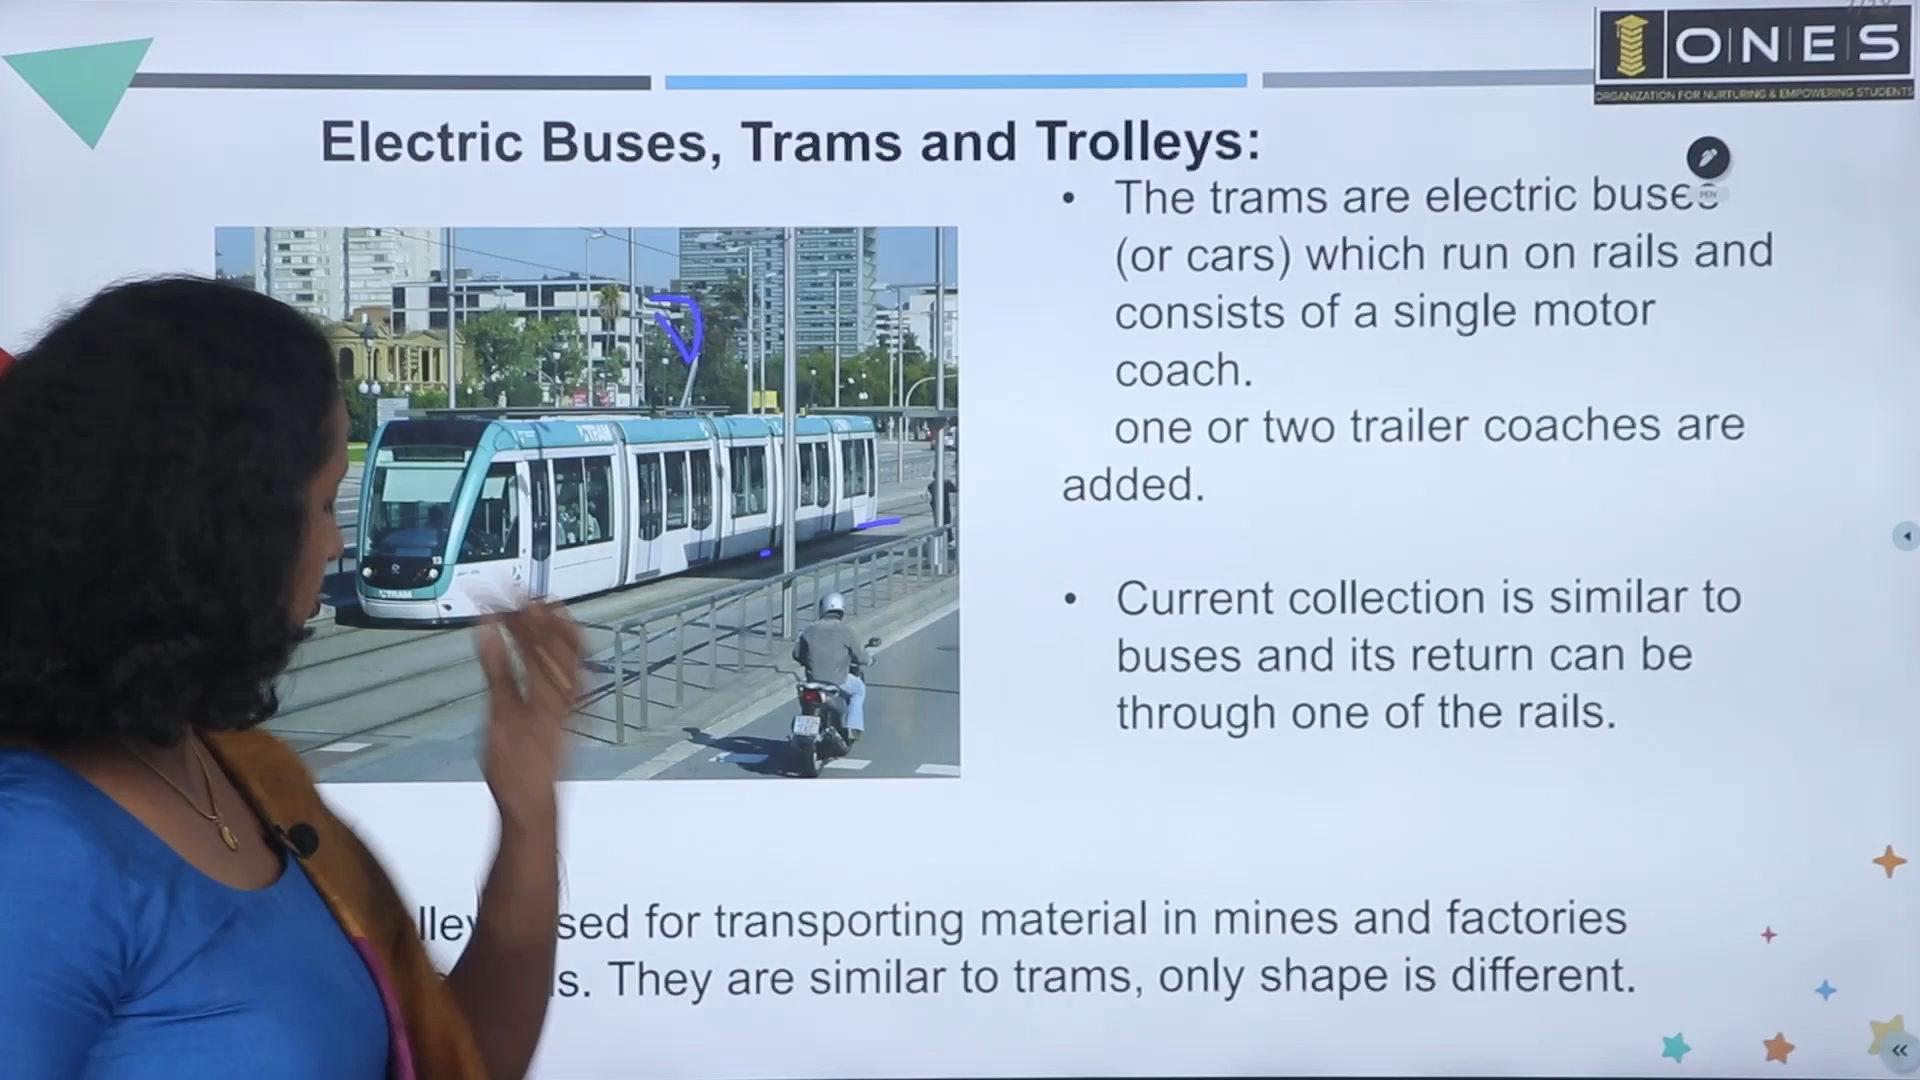 ONES
ORGANIZATION FOR NURTURING & EMPOWERING STUDENTS
Electric Buses, Trams and Trolleys:
PEN
• The trams are electric buses
(or cars) which run on rails and
consists of a single motor
coach.
one or two trailer coaches are
added.
TRAM
TRAM
• Current collection is similar to
buses and its return can be
through one of the rails.
for transporting material in mines and factories
They are similar to trams, only shape is different.